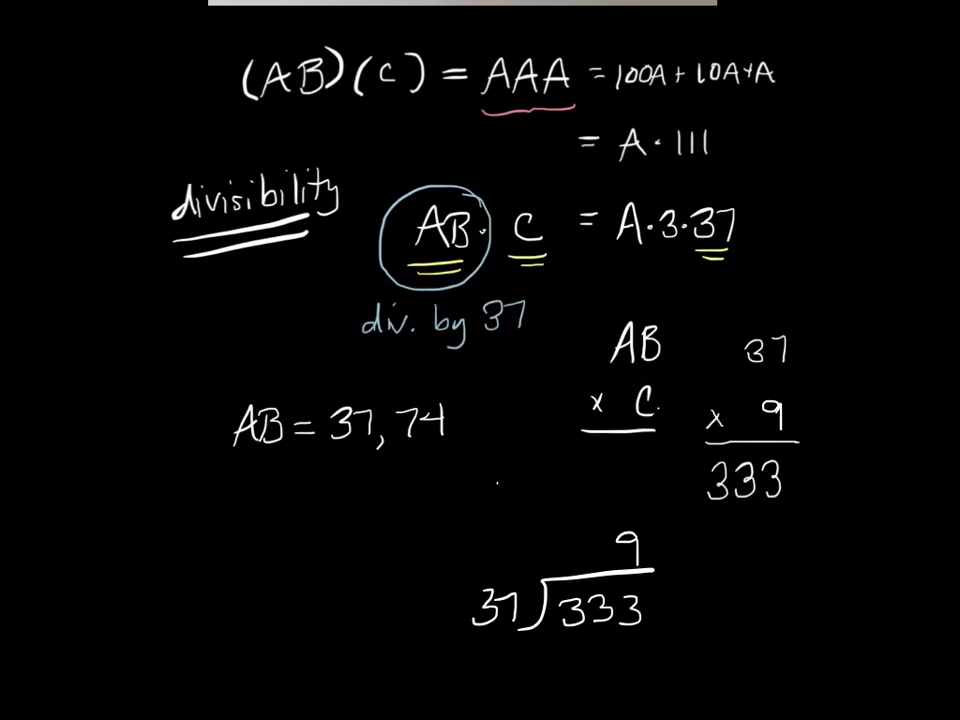 (AB)(C) = AAA = 100A + 10A + A
= A · 111
divisibility
AB · C = A · 3 · 37
div. by 37
AB
× C
37
× 9
333
AB = 37, 74
9
37 ) 333